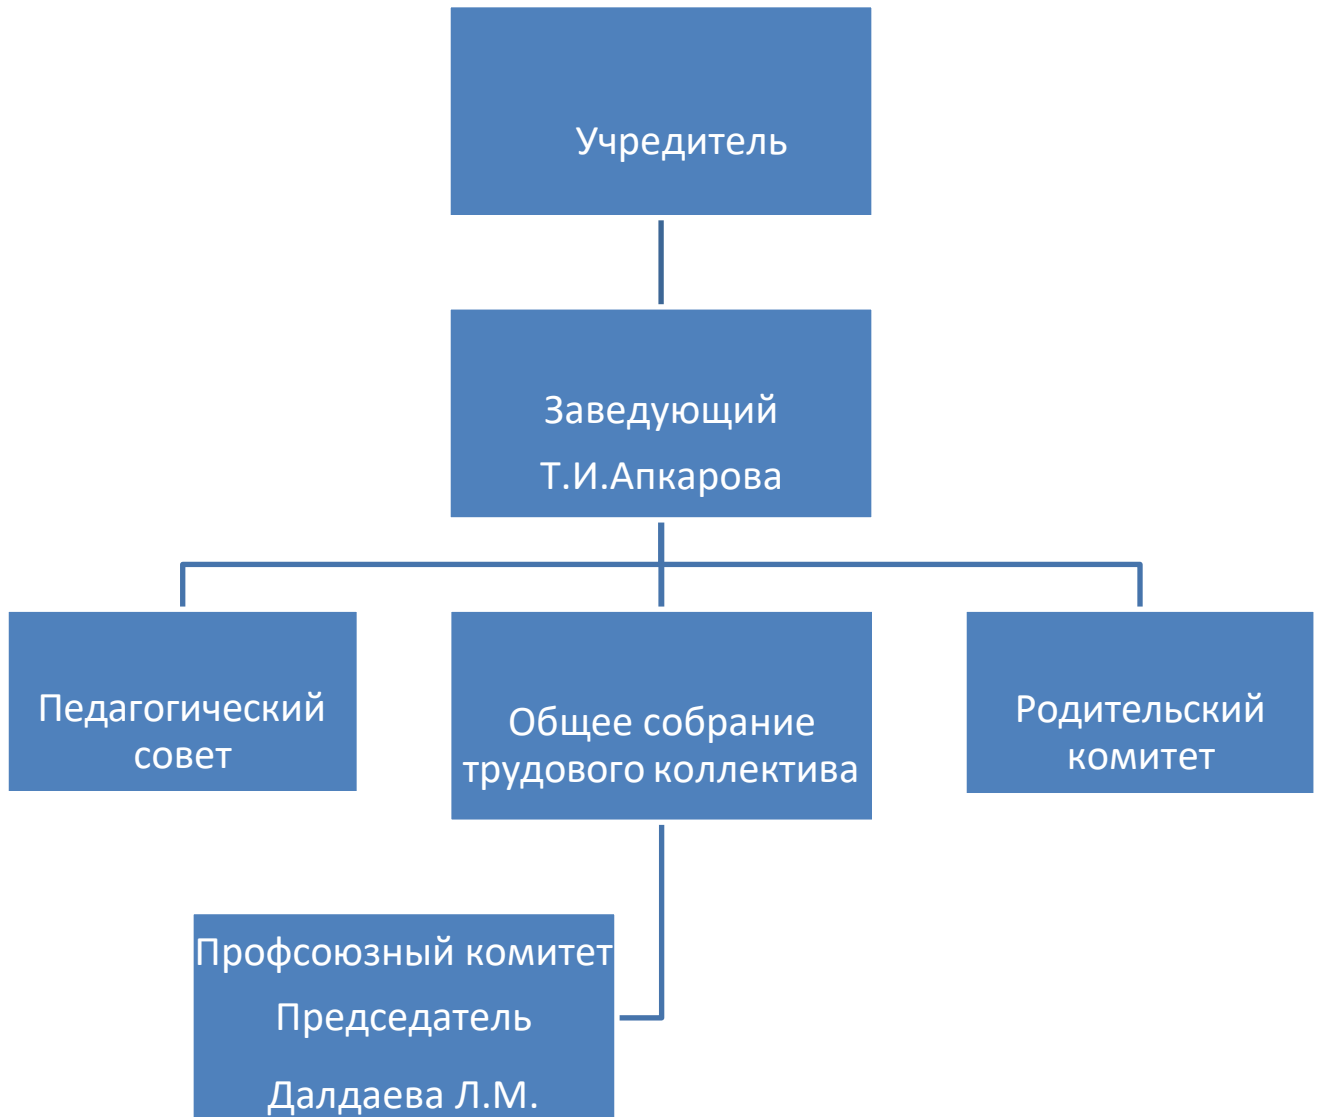 Учредитель
Заведующий
Т.И.Апкарова
Педагогический
совет
Общее собрание
трудового коллектива
Родительский
комитет
Профсоюзный комитет
Председатель
Далдаева Л.М.